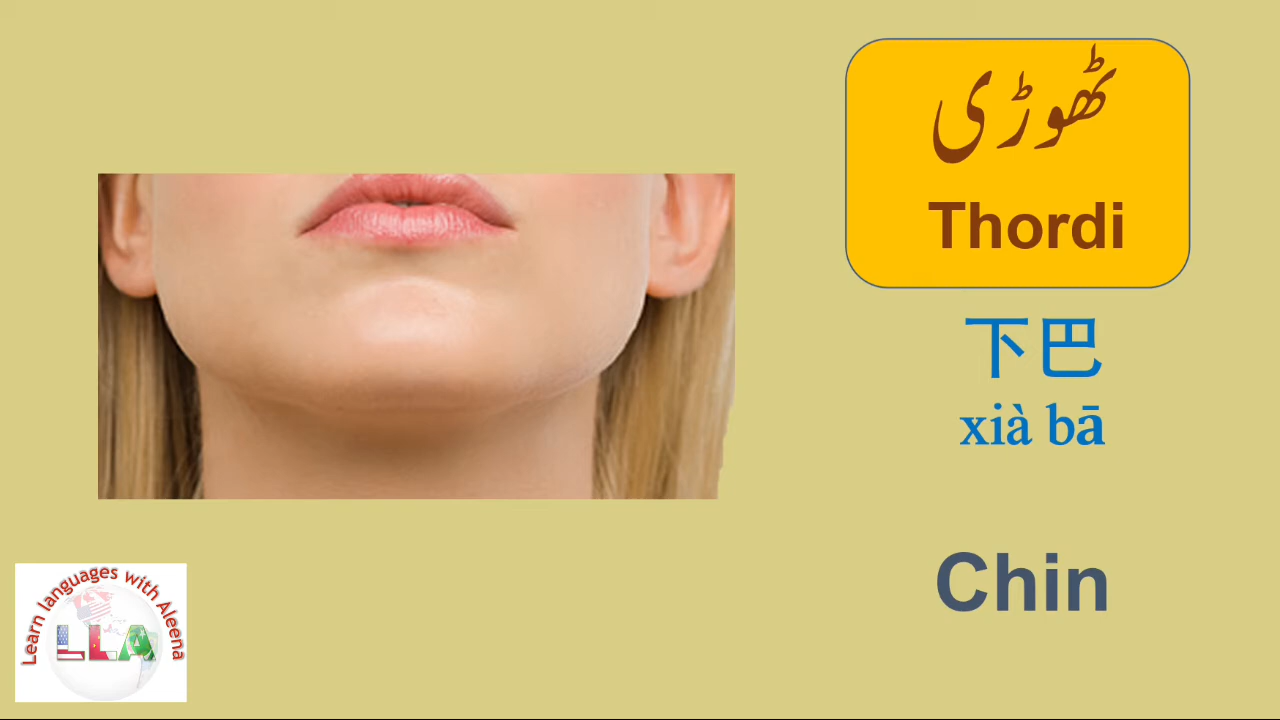 ٹھوڑی
Thordi
下巴
xià bā
Chin
Learn languages with Aleena
LLA